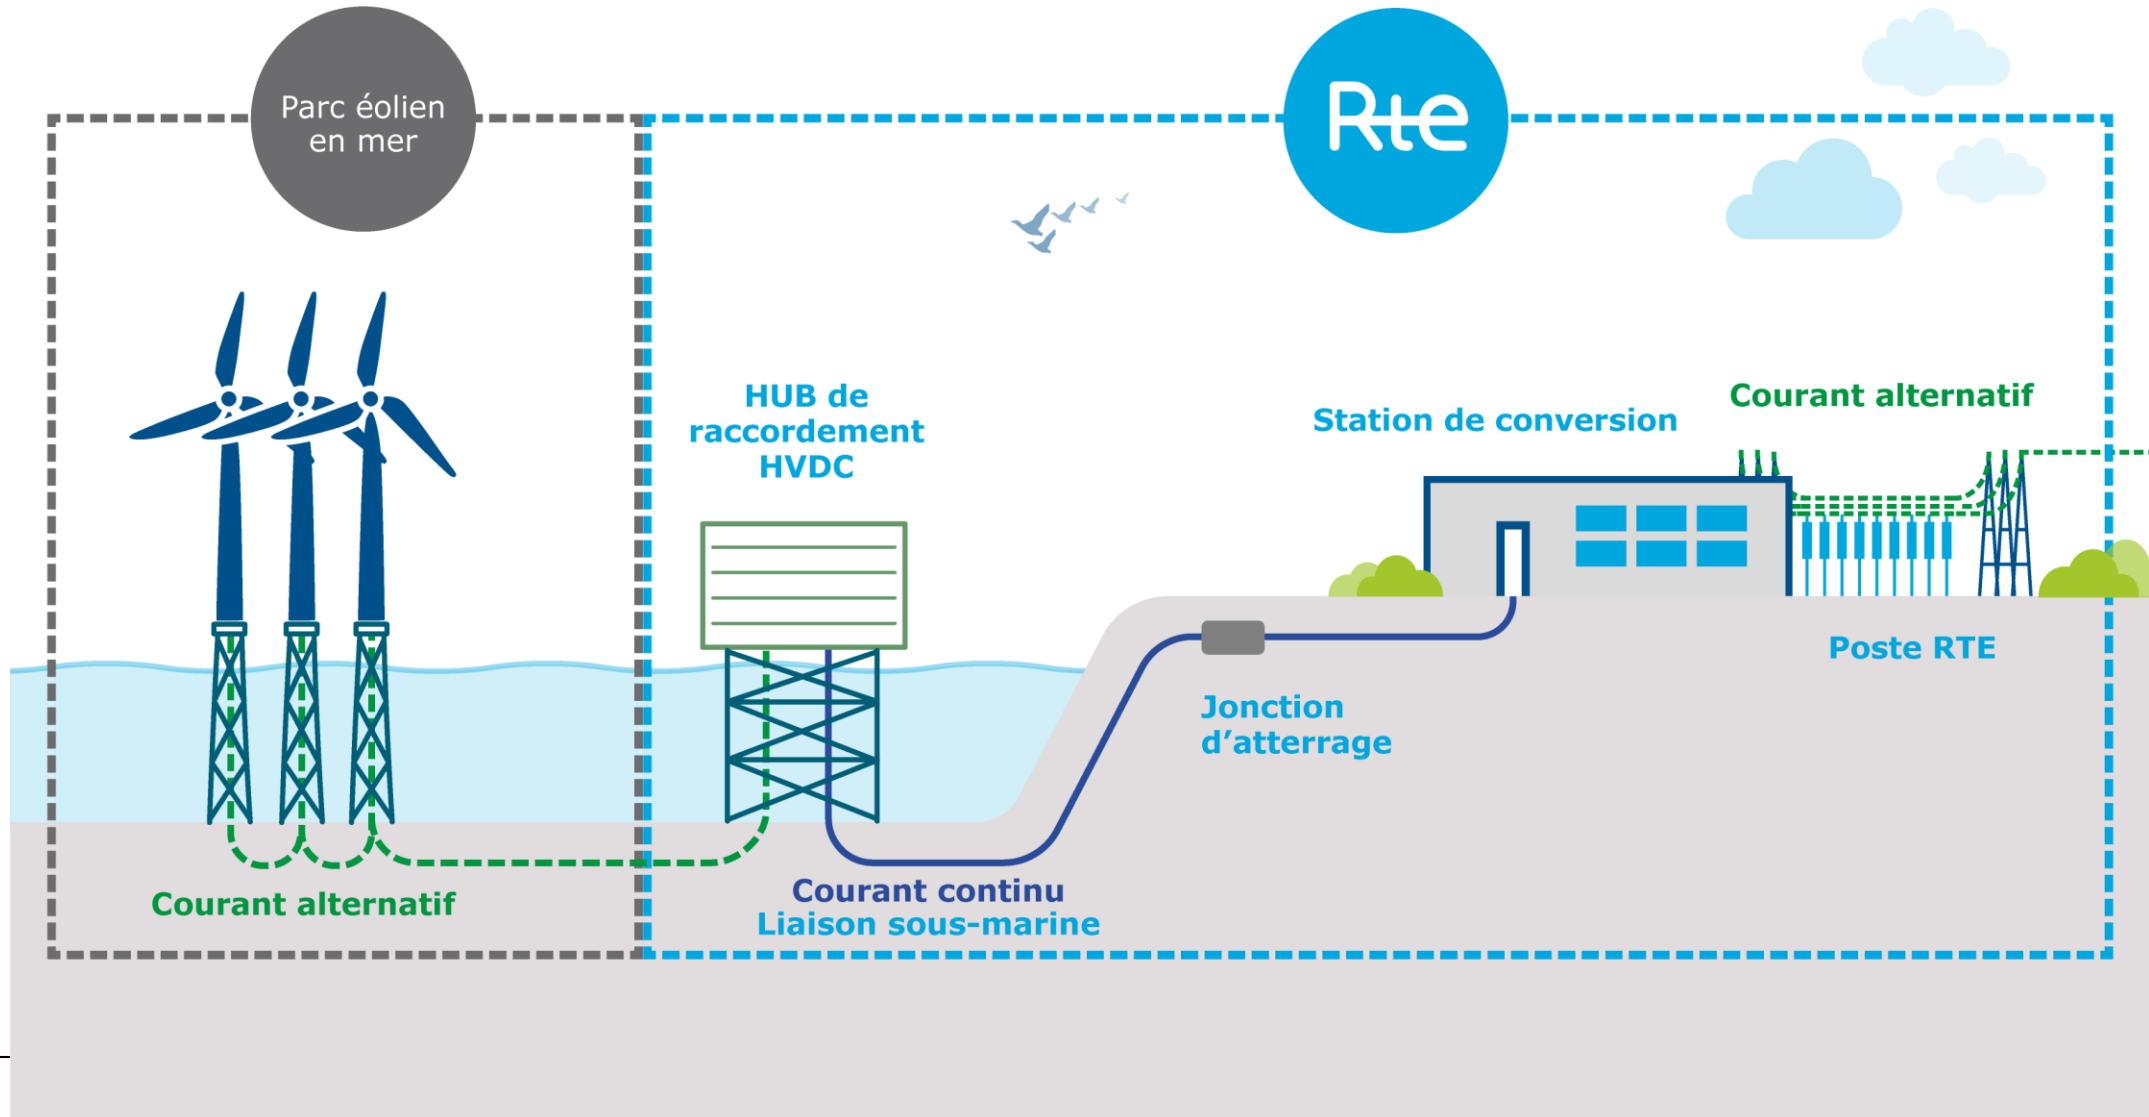 Parc éolien
en mer
Rte
HUB de
raccordement
HVDC
Station de conversion
Courant alternatif
Poste RTE
Jonction
d'atterrage
Courant alternatif
Courant continu
Liaison sous-marine